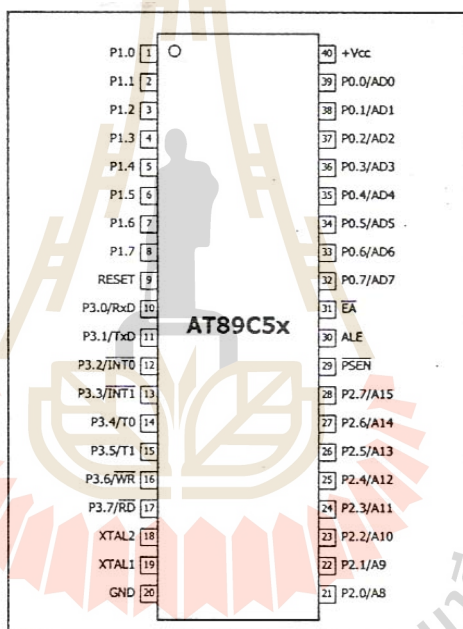 P1.0 1 40 +Vcc
P1.1 2 39 P0.0/AD0
P1.2 3 38 P0.1/AD1
P1.3 4 37 P0.2/AD2
P1.4 5 36 P0.3/AD3
P1.5 6 35 P0.4/AD4
P1.6 7 34 P0.5/AD5
P1.7 8 33 P0.6/AD6
RESET 9 32 P0.7/AD7
P3.0/RxD 10 31 E̅A̅
P3.1/TxD 11 AT89C5x 30 ALE
P3.2/I̅N̅T̅0̅ 12 29 P̅S̅E̅N̅
P3.3/I̅N̅T̅1̅ 13 28 P2.7/A15
P3.4/T0 14 27 P2.6/A14
P3.5/T1 15 26 P2.5/A13
P3.6/W̅R̅ 16 25 P2.4/A12
P3.7/R̅D̅ 17 24 P2.3/A11
XTAL2 18 23 P2.2/A10
XTAL1 19 22 P2.1/A9
GND 20 21 P2.0/A8